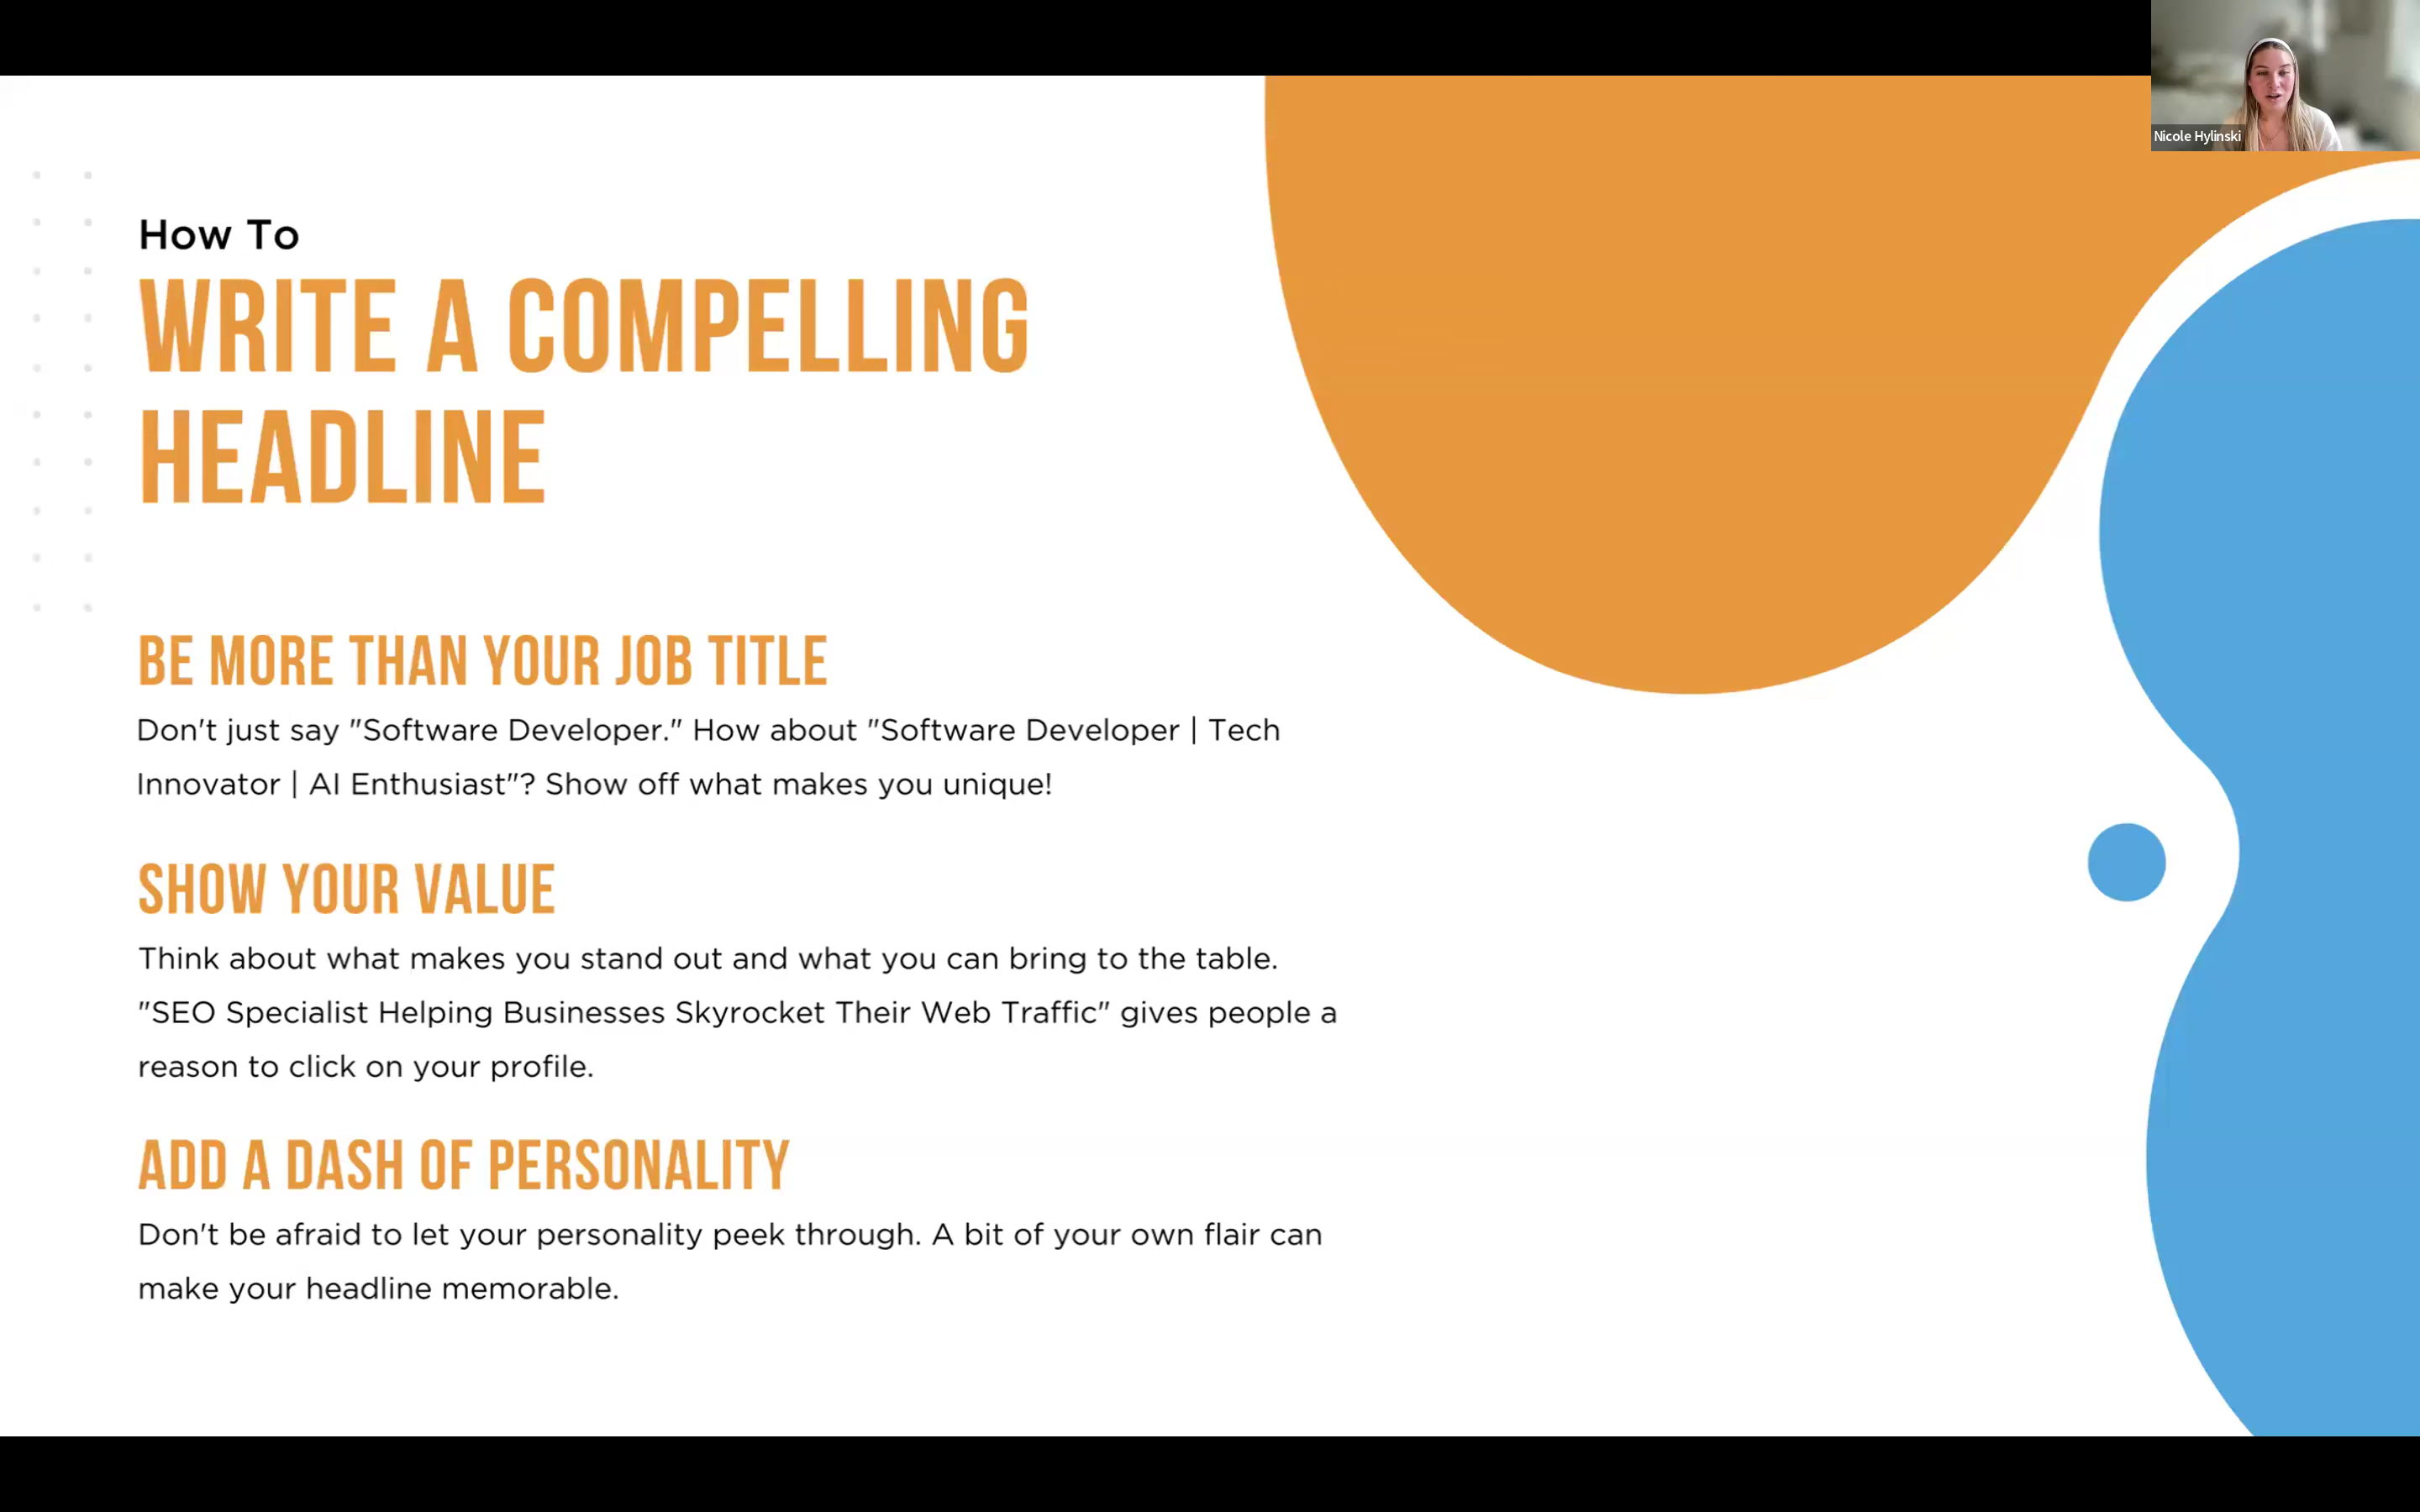 Nicole Hylinski
How To
WRITE A COMPELLING
HEADLINE
BE MORE THAN YOUR JOB TITLE
Don't just say "Software Developer." How about "Software Developer | Tech
Innovator | AI Enthusiast"? Show off what makes you unique!
SHOW YOUR VALUE
Think about what makes you stand out and what you can bring to the table.
"SEO Specialist Helping Businesses Skyrocket Their Web Traffic" gives people a
reason to click on your profile.
ADD A DASH OF PERSONALITY
Don't be afraid to let your personality peek through. A bit of your own flair can
make your headline memorable.